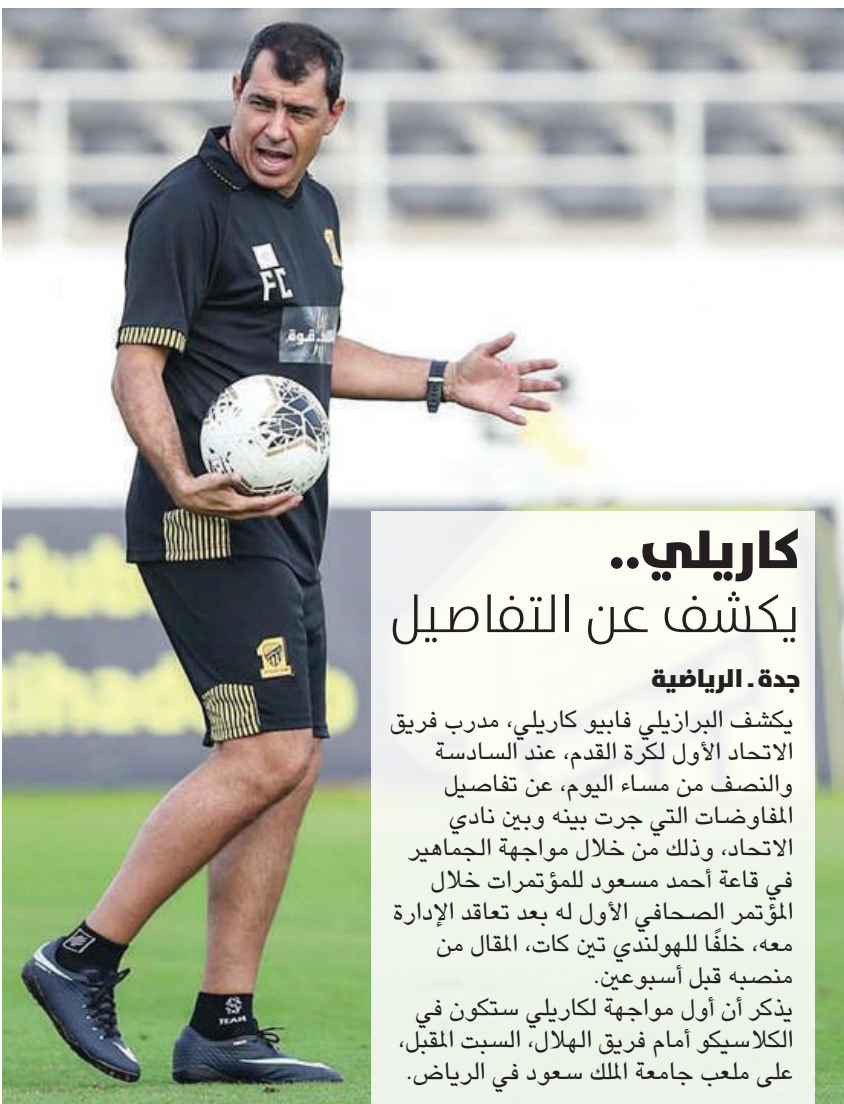 FC
قوة
club
ttihad
TEAM
كاريلي..
يكشف عن التفاصيل
جدة ـ الرياضية
يكشف البرازيلي فابيو كاريلي، مدرب فريق
الاتحاد الأول لكرة القدم، عند السادسة
والنصف من مساء اليوم، عن تفاصيل
المفاوضات التي جرت بينه وبين نادي
الاتحاد، وذلك من خلال مواجهة الجماهير
في قاعة أحمد مسعود للمؤتمرات خلال
المؤتمر الصحافي الأول له بعد تعاقد الإدارة
معه، خلفًا للهولندي تين كات، المقال من
منصبه قبل أسبوعين.
يذكر أن أول مواجهة لكاريلي ستكون في
الكلاسيكو أمام فريق الهلال، السبت المقبل،
على ملعب جامعة الملك سعود في الرياض.